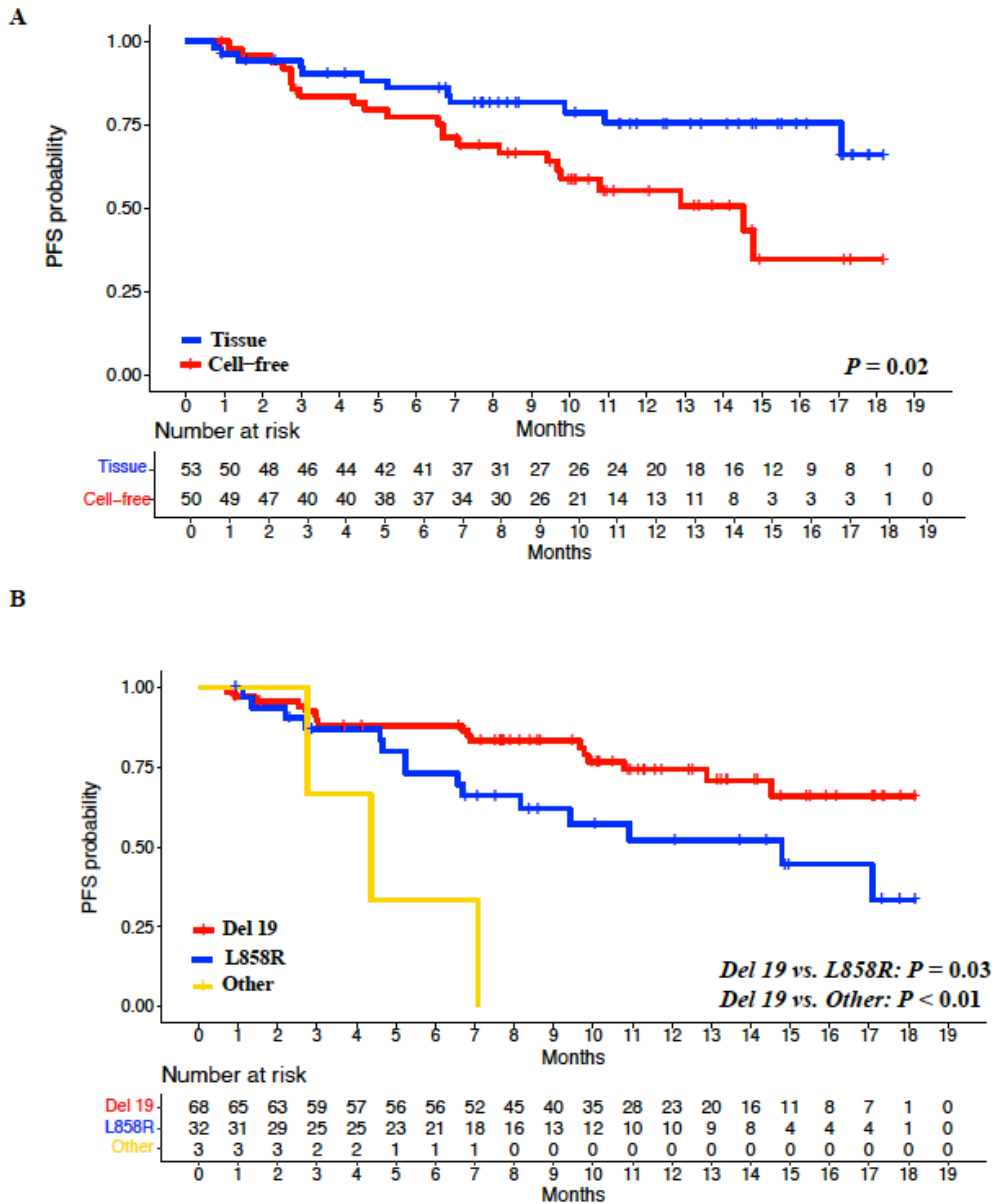 A
1.00
0.75
0.50
0.25
0.00
PFS probability
Tissue
Cell-free
P = 0.02
0 1 2 3 4 5 6 7 8 9 10 11 12 13 14 15 16 17 18 19
Months
Number at risk
Tissue 53 50 48 46 44 42 41 37 31 27 26 24 20 18 16 12 9 8 1 0
Cell-free 50 49 47 40 40 38 37 34 30 26 21 14 13 11 8 3 3 3 1 0
0 1 2 3 4 5 6 7 8 9 10 11 12 13 14 15 16 17 18 19
Months
B
1.00
0.75
0.50
0.25
0.00
PFS probability
Del 19
L858R
Other
Del 19 vs. L858R: P = 0.03
Del 19 vs. Other: P < 0.01
0 1 2 3 4 5 6 7 8 9 10 11 12 13 14 15 16 17 18 19
Months
Number at risk
Del 19 68 65 63 59 57 56 56 52 45 40 35 28 23 20 16 11 8 7 1 0
L858R 32 31 29 25 25 23 21 18 16 13 12 10 10 9 8 4 4 4 1 0
Other 3 3 3 2 2 1 1 1 0 0 0 0 0 0 0 0 0 0 0 0
0 1 2 3 4 5 6 7 8 9 10 11 12 13 14 15 16 17 18 19
Months